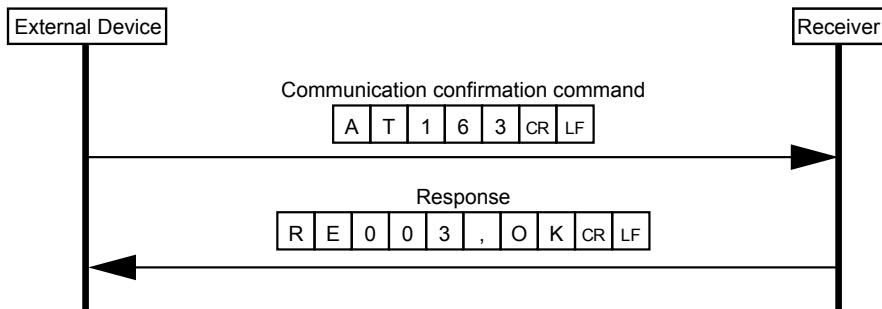 External Device
Receiver
Communication confirmation command
A T 1 6 3 CR LF
Response
R E 0 0 3 , O K CR LF